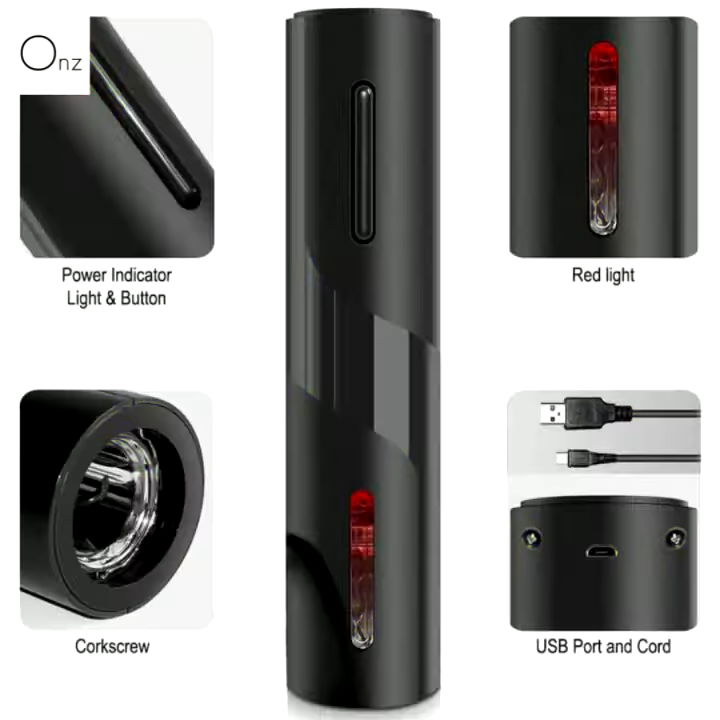 Onz
Power Indicator
Light & Button
Red light
Corkscrew
USB Port and Cord